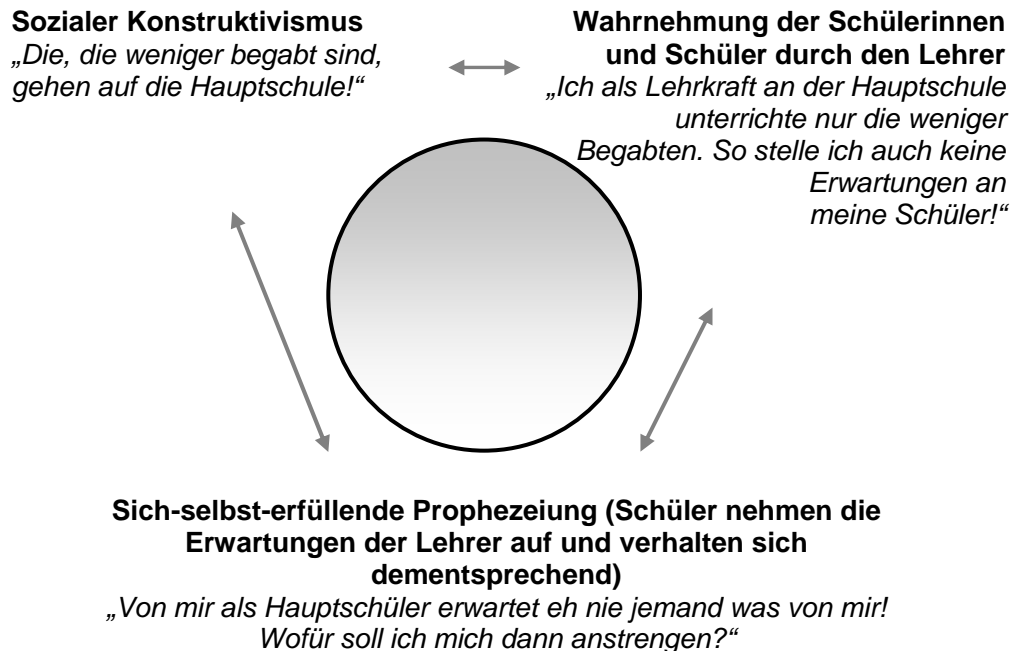 Sozialer Konstruktivismus
„Die, die weniger begabt sind,
gehen auf die Hauptschule!“
Wahrnehmung der Schülerinnen
und Schüler durch den Lehrer
„Ich als Lehrkraft an der Hauptschule
unterrichte nur die weniger
Begabten. So stelle ich auch keine
Erwartungen an
meine Schüler!“
Sich-selbst-erfüllende Prophezeiung (Schüler nehmen die
Erwartungen der Lehrer auf und verhalten sich
dementsprechend)
„Von mir als Hauptschüler erwartet eh nie jemand was von mir!
Wofür soll ich mich dann anstrengen?“